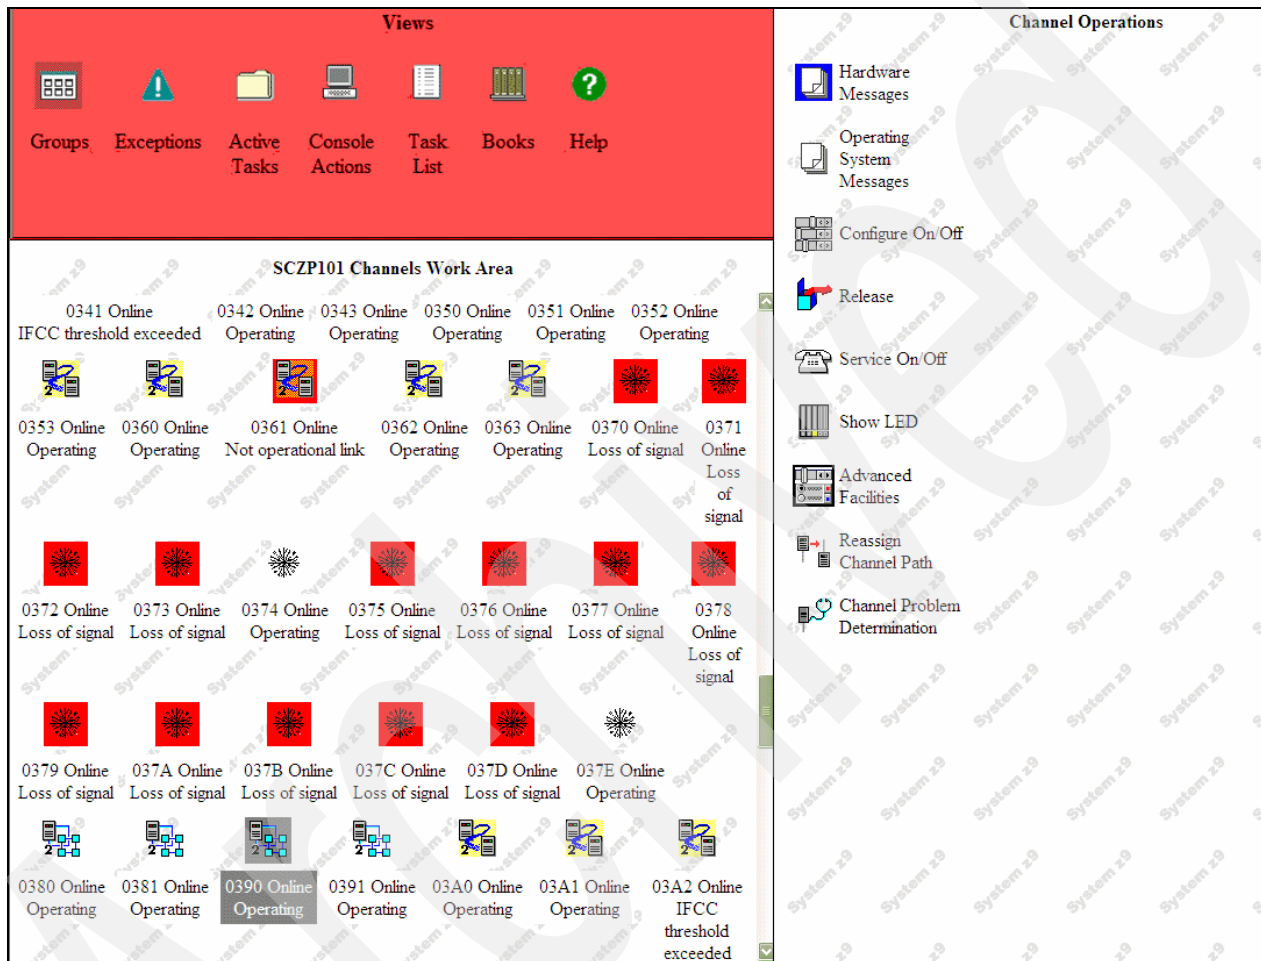 Views
Groups
Exceptions
Active
Tasks
Console
Actions
Task
List
Books
Help
SCZP101 Channels Work Area
0341 Online
IFCC threshold exceeded
0342 Online
Operating
0343 Online
Operating
0350 Online
Operating
0351 Online
Operating
0352 Online
Operating
0353 Online
Operating
0360 Online
Operating
0361 Online
Not operational link
0362 Online
Operating
0363 Online
Operating
0370 Online
Loss of signal
0371
Online
Loss
of
signal
0372 Online
Loss of signal
0373 Online
Loss of signal
0374 Online
Operating
0375 Online
Loss of signal
0376 Online
Loss of signal
0377 Online
Loss of signal
0378
Online
Loss of
signal
0379 Online
Loss of signal
037A Online
Loss of signal
037B Online
Loss of signal
037C Online
Loss of signal
037D Online
Loss of signal
037E Online
Operating
0380 Online
Operating
0381 Online
Operating
0390 Online
Operating
0391 Online
Operating
03A0 Online
Operating
03A1 Online
Operating
03A2 Online
IFCC
threshold
exceeded
Channel Operations
Hardware
Messages
Operating
System
Messages
Configure On/Off
Release
Service On/Off
Show LED
Advanced
Facilities
Reassign
Channel Path
Channel Problem
Determination
System z9
Archived